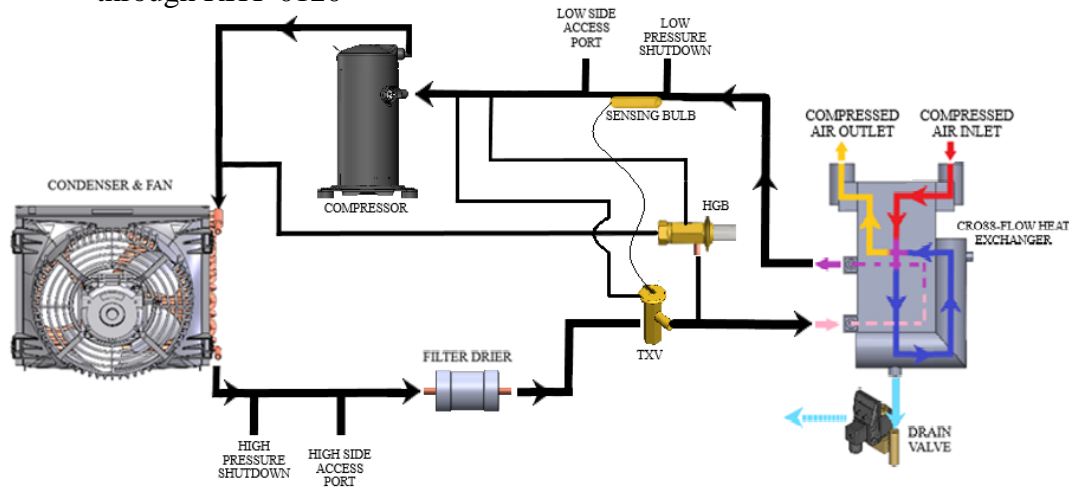 through
LOW SIDE
ACCESS
PORT
LOW
PRESSURE
SHUTDOWN
SENSING BULB
COMPRESSED
AIR OUTLET
COMPRESSED
AIR INLET
CONDENSER & FAN
COMPRESSOR
HGB
CROSS-FLOW HEAT
EXCHANGER
TXV
FILTER DRIER
HIGH
PRESSURE
SHUTDOWN
HIGH SIDE
ACCESS
PORT
DRAIN
VALVE